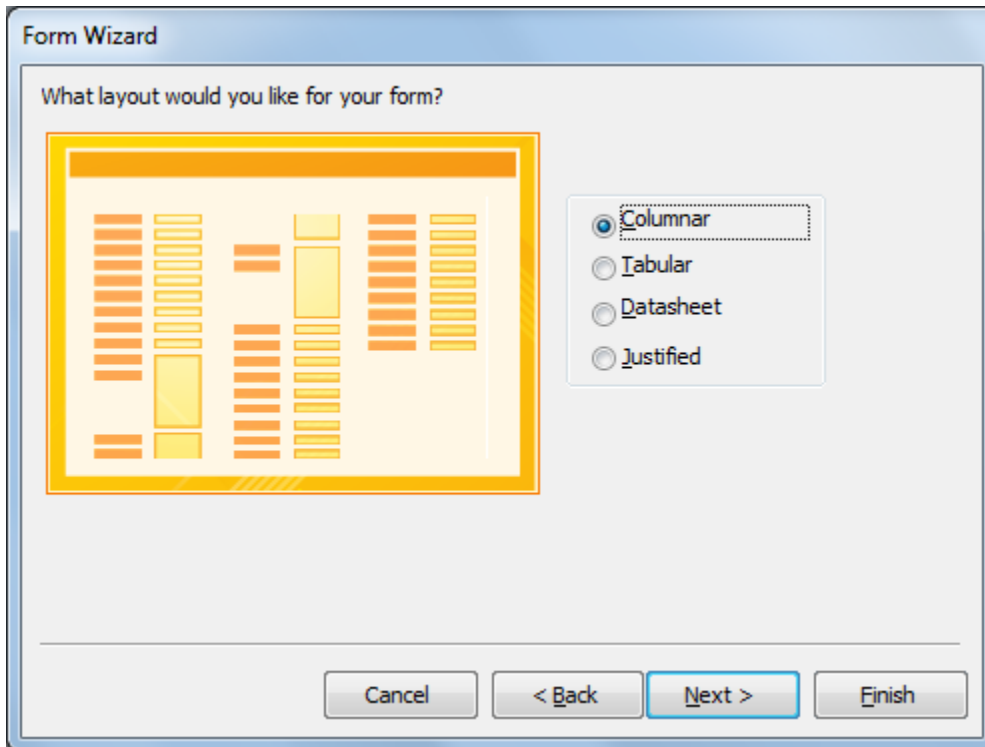 Form Wizard
What layout would you like for your form?
Columnar
Tabular
Datasheet
Justified
Cancel
< Back
Next >
Finish